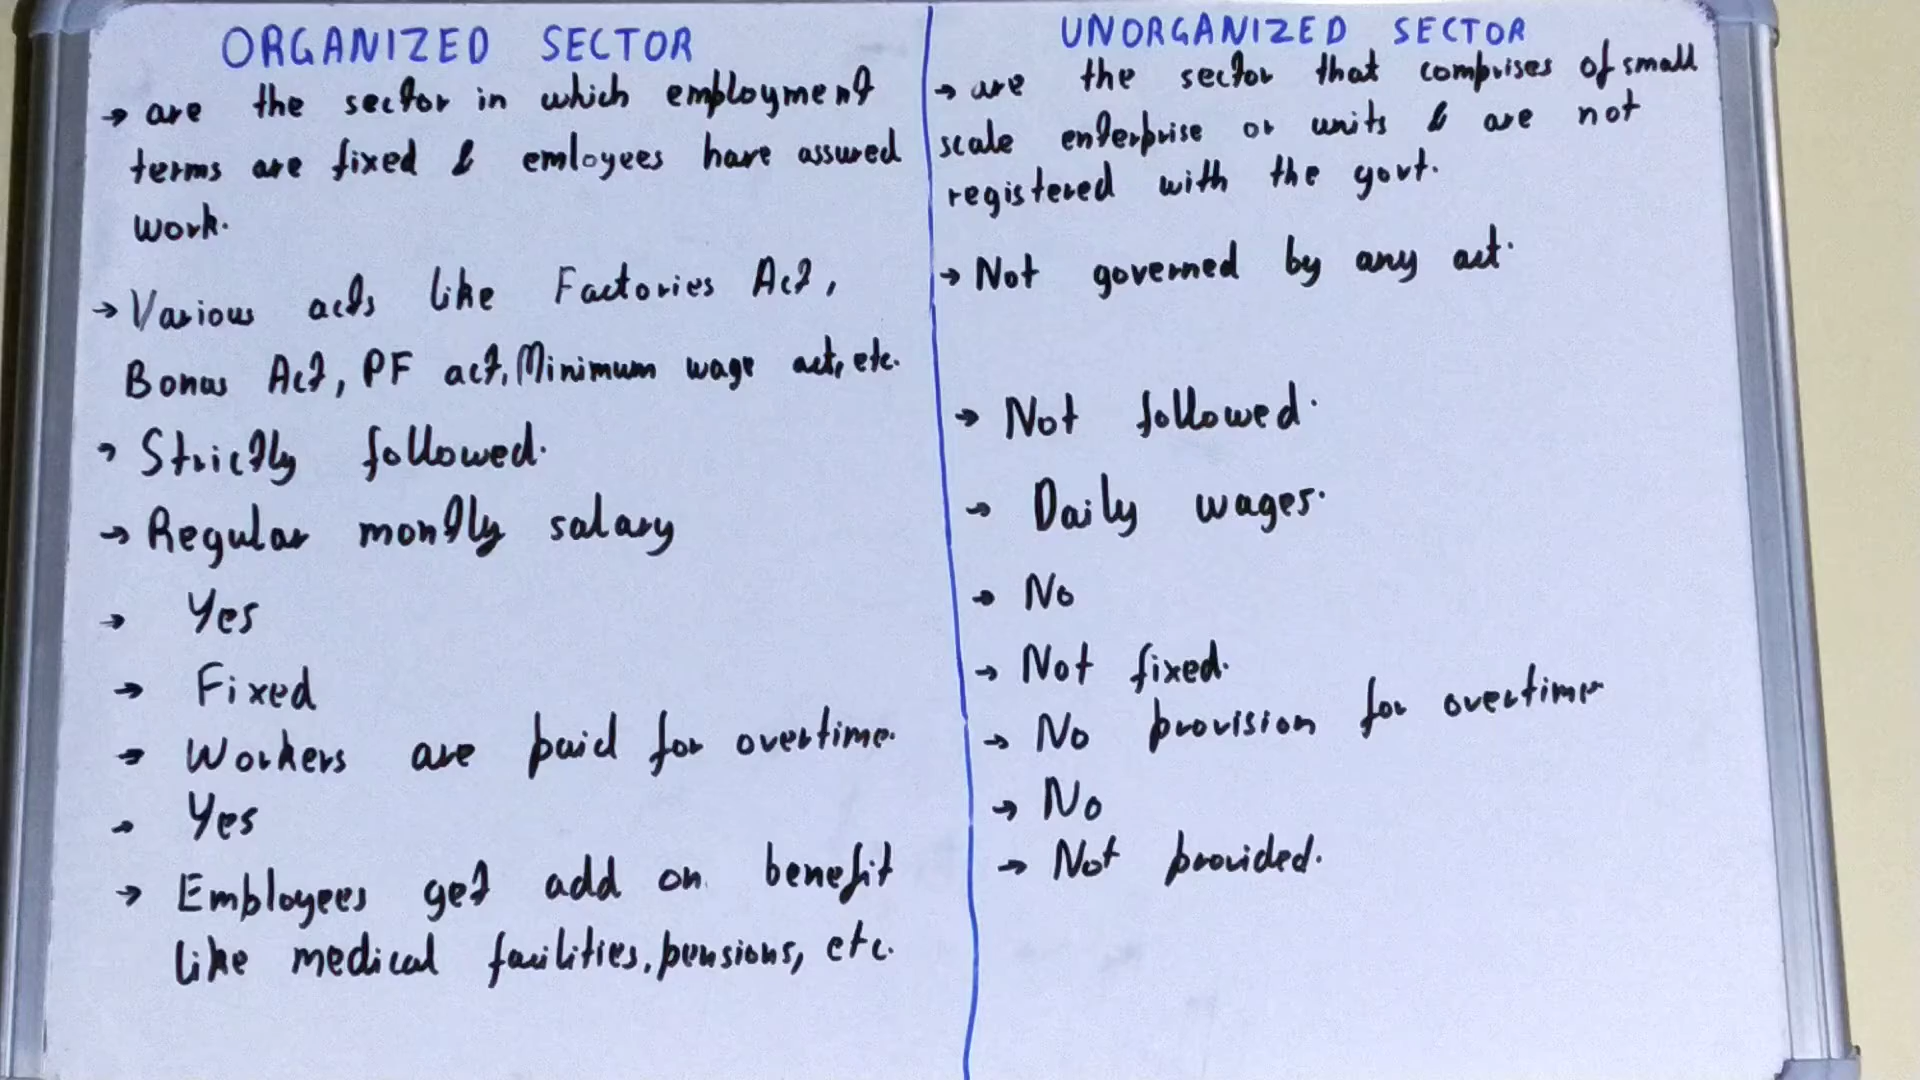 ORGANIZED SECTOR
→ are the sector in which employment
terms are fixed & emloyees have assured
work.
→ Various acts like Factories Act,
Bonus Act, PF act, Minimum wage act, etc.
→ Strictly followed.
→ Regular montly salary
→ Yes
→ Fixed
→ Workers are paid for overtime.
→ Yes
→ Employees get add on benefit
like medical facilities, pensions, etc.
UNORGANIZED SECTOR
→ are the sector that comprises of small
scale enterprise or units & are not
registered with the govt.
→ Not governed by any act.
→ Not followed.
→ Daily wages.
→ No
→ Not fixed.
→ No provision for overtime
→ No
→ Not provided.